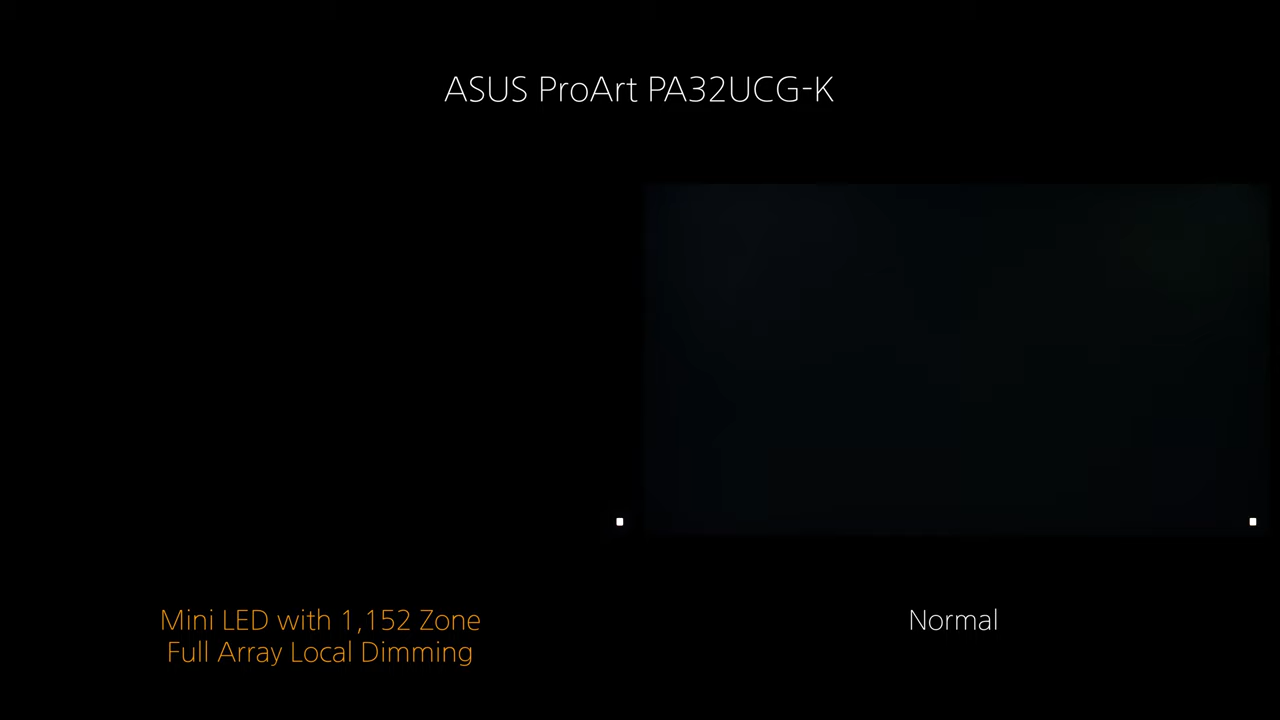 ASUS ProArt PA32UCG-K
Mini LED with 1,152 Zone
Full Array Local Dimming
Normal